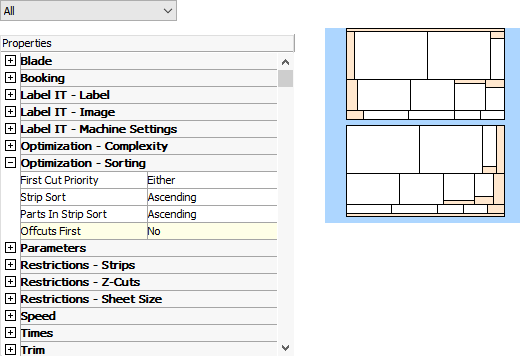 All
Properties
Blade
Booking
Label IT - Label
Label IT - Image
Label IT - Machine Settings
Optimization - Complexity
Optimization - Sorting
First Cut Priority Either
Strip Sort Ascending
Parts In Strip Sort Ascending
Offcuts First No
Parameters
Restrictions - Strips
Restrictions - Z-Cuts
Restrictions - Sheet Size
Speed
Times
Trim